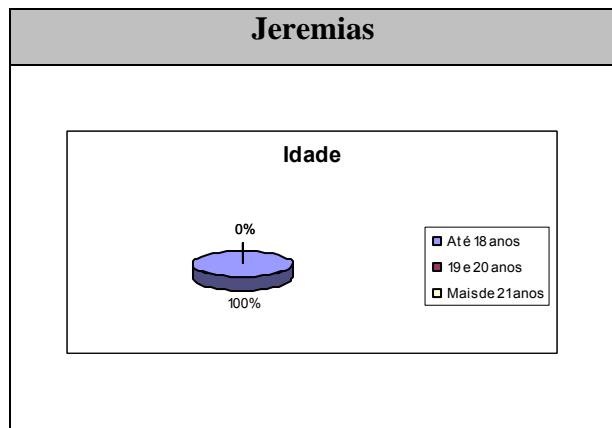 Jeremias
Idade
0%
100%
Até 18 anos
19 e 20 anos
Mais de 21 anos